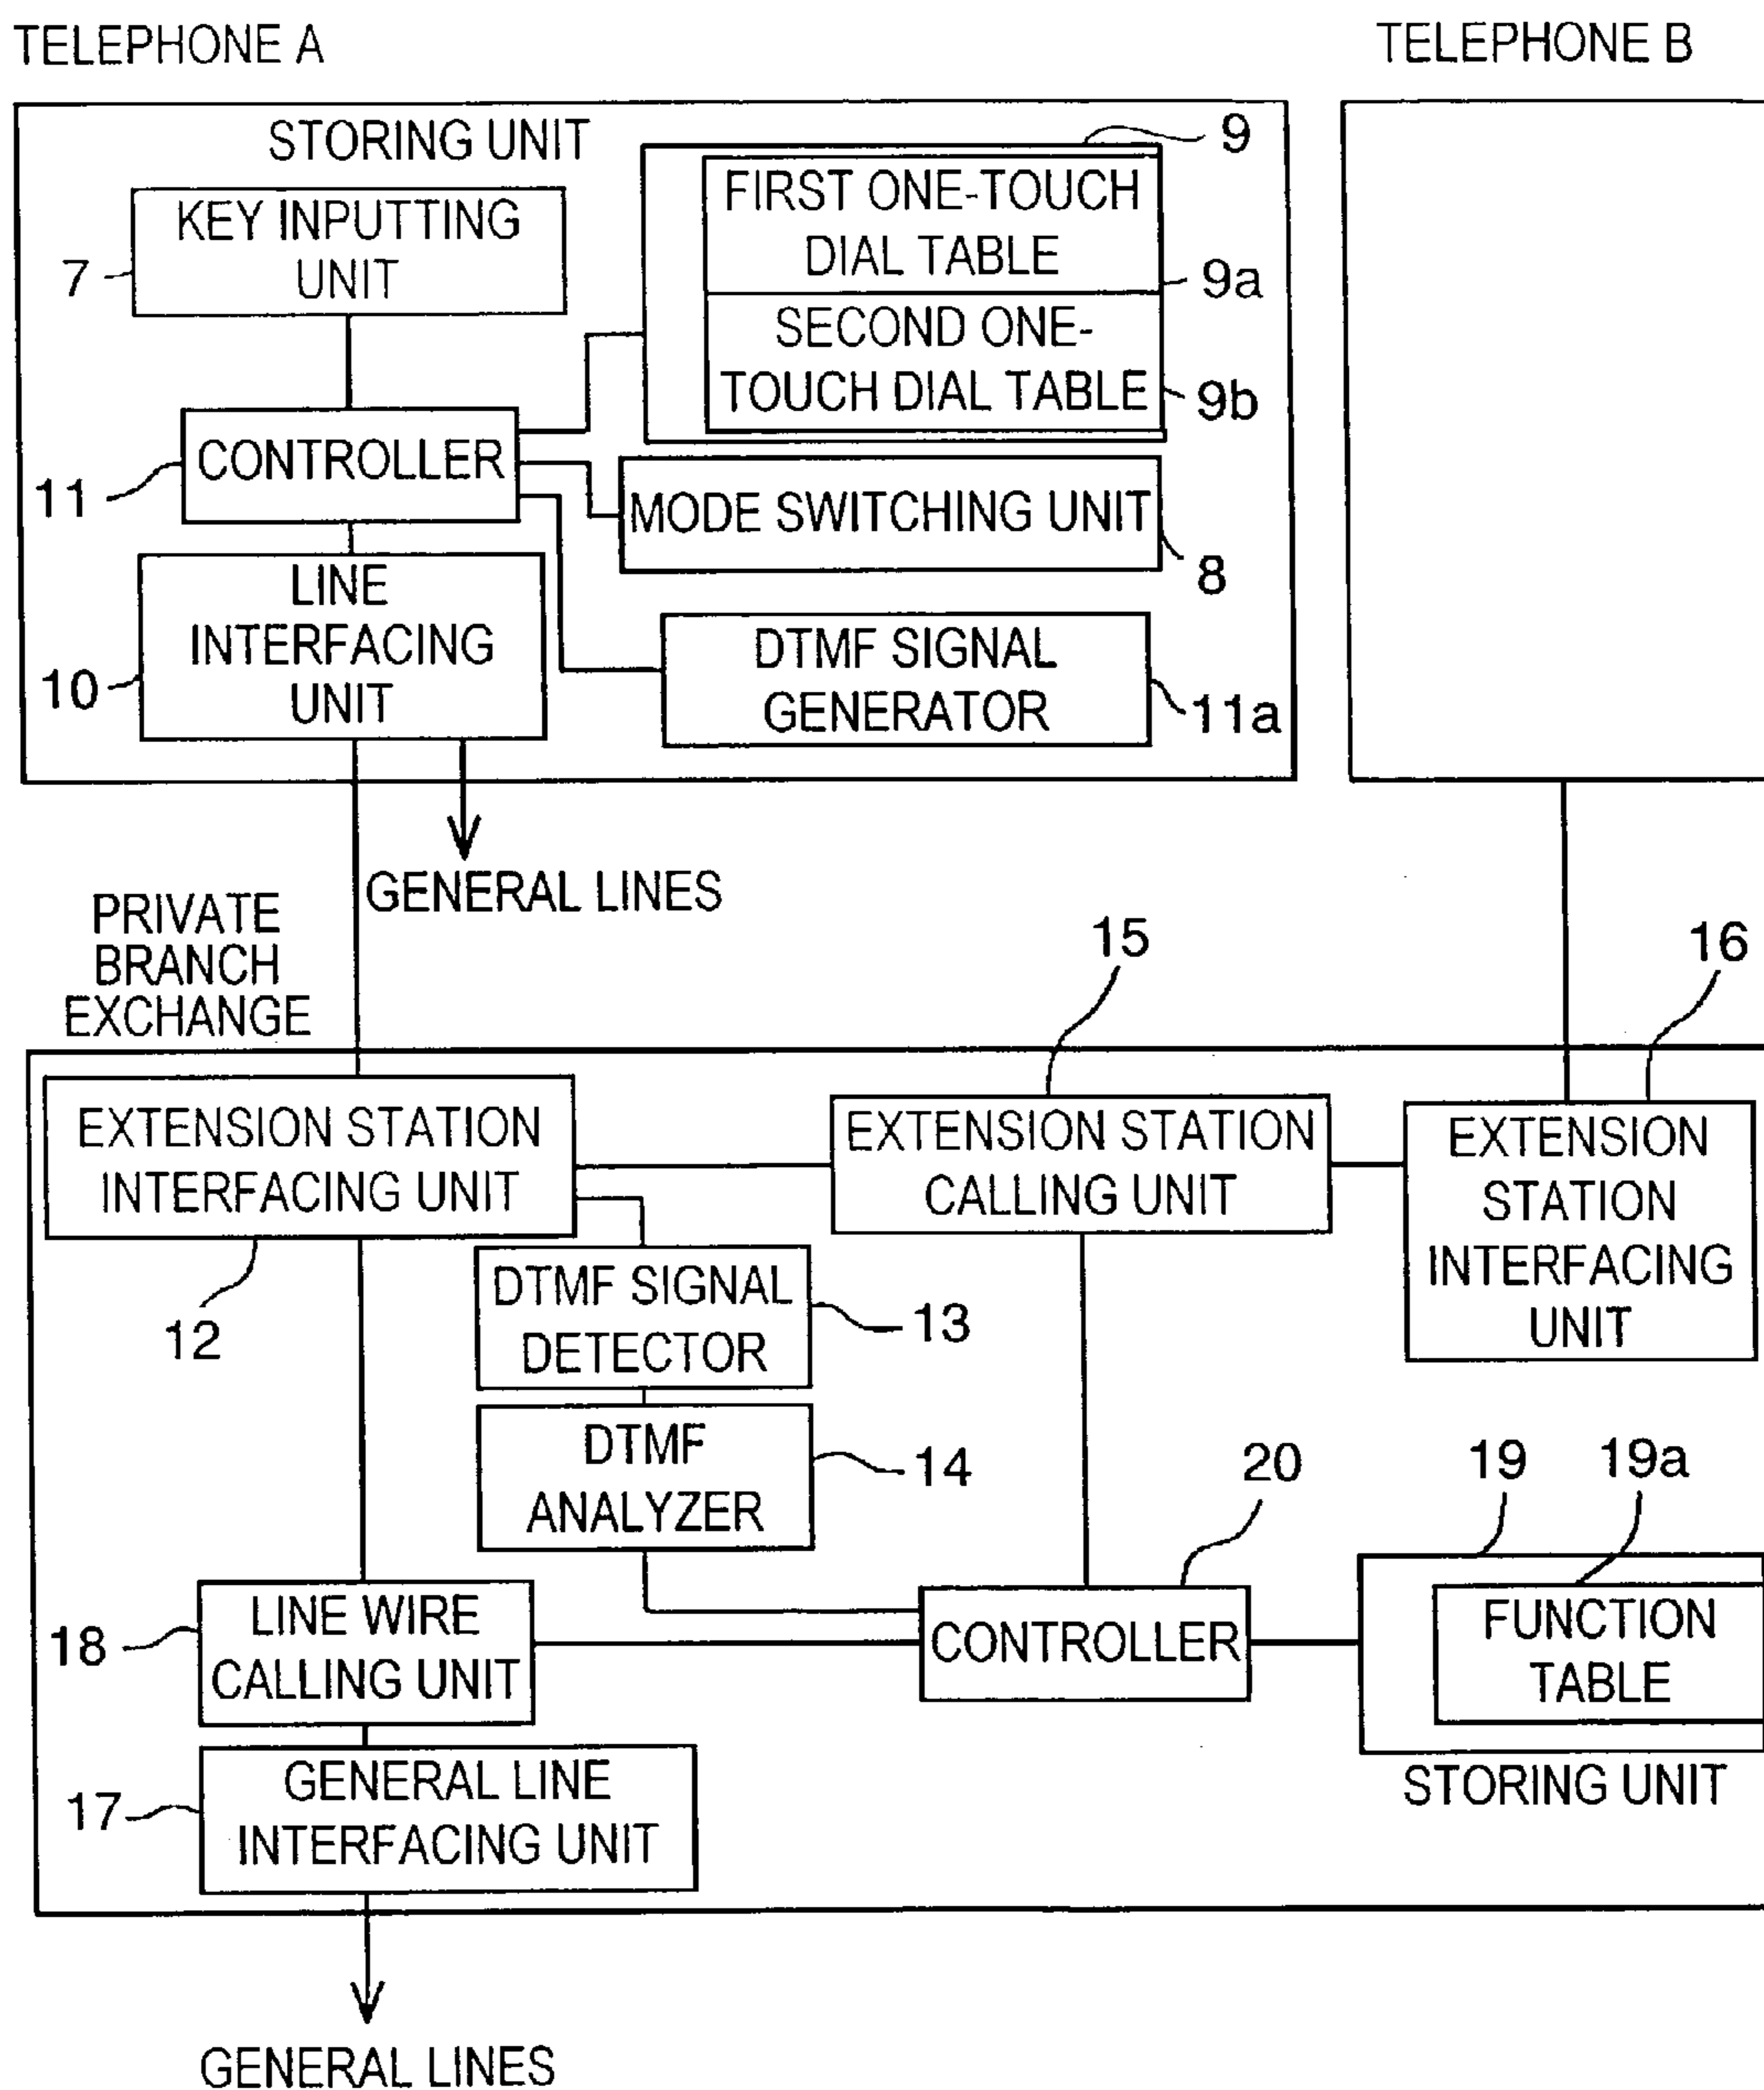 TELEPHONE A
TELEPHONE B
STORING UNIT
9
KEY INPUTTING
UNIT
7
FIRST ONE-TOUCH
DIAL TABLE
9a
SECOND ONE-
TOUCH DIAL TABLE
9b
CONTROLLER
11
MODE SWITCHING UNIT
8
LINE
INTERFACING
UNIT
10
DTMF SIGNAL
GENERATOR
11a
GENERAL LINES
PRIVATE
BRANCH
EXCHANGE
15
16
EXTENSION STATION
INTERFACING UNIT
12
EXTENSION STATION
CALLING UNIT
EXTENSION
STATION
INTERFACING
UNIT
DTMF SIGNAL
DETECTOR
13
DTMF
ANALYZER
14
20
19
19a
LINE WIRE
CALLING UNIT
18
CONTROLLER
FUNCTION
TABLE
STORING UNIT
GENERAL LINE
INTERFACING UNIT
17
GENERAL LINES